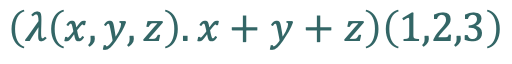 (λ(x, y, z). x + y + z)(1,2,3)